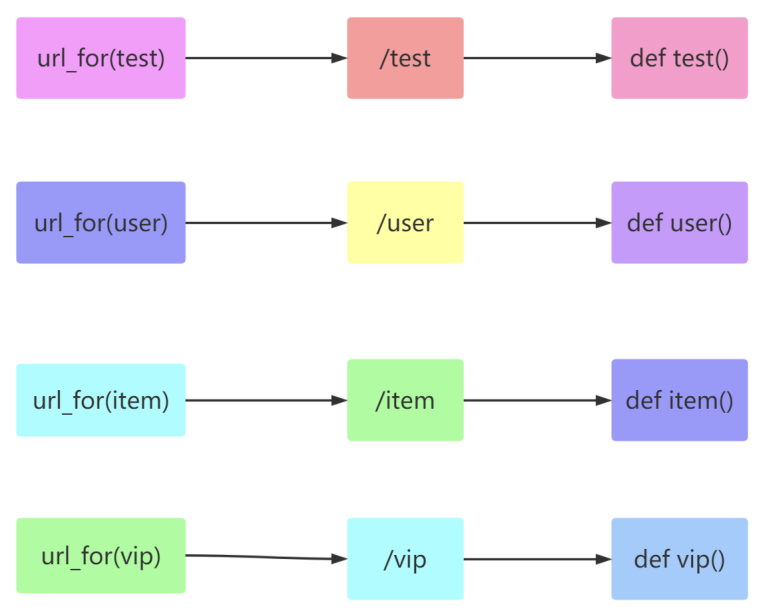 url_for(test)
/test
def test()
url_for(user)
/user
def user()
url_for(item)
/item
def item()
url_for(vip)
/vip
def vip()